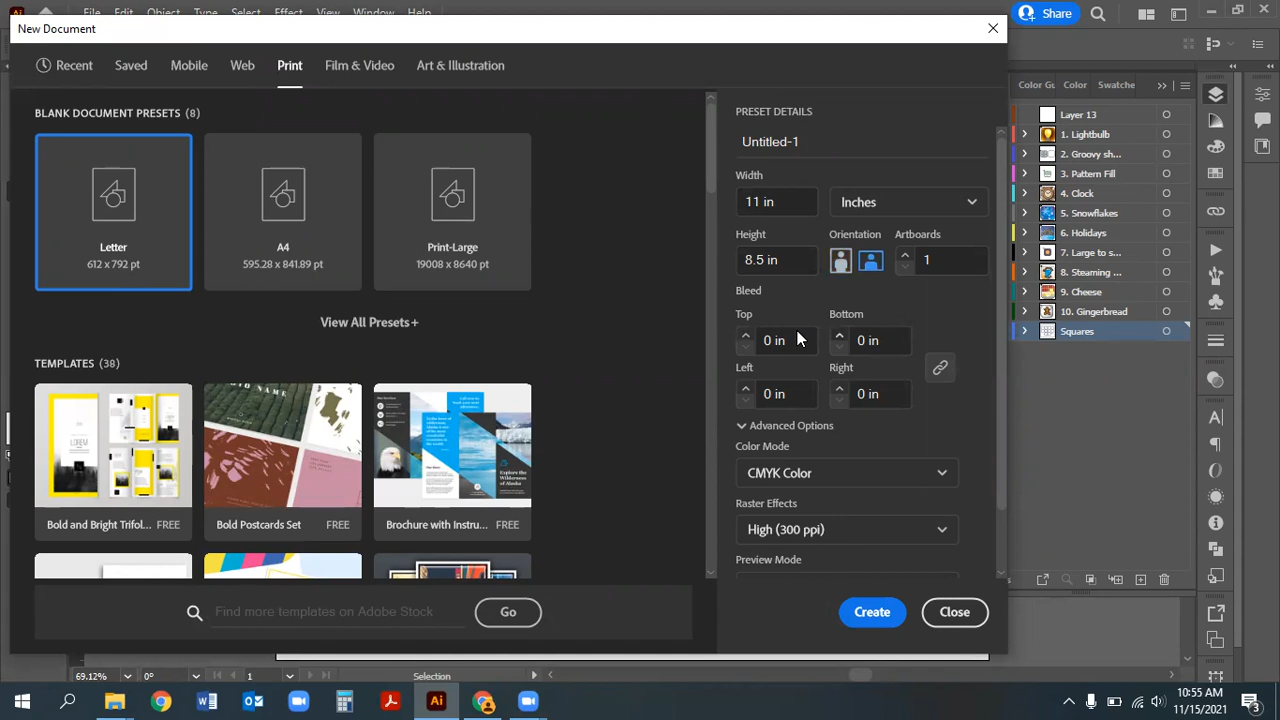 File Edit Object Type Select Effect
Share
New Document
Recent Saved Mobile Web Print Film & Video Art & Illustration
BLANK DOCUMENT PRESETS (8)
Letter
612 x 792 pt
A4
595.28 x 841.89 pt
Print-Large
19008 x 8640 pt
View All Presets+
TEMPLATES (38)
LOREM
Bold and Bright Trifol... FREE
Bold Postcards Set FREE
Explore the
Wilderness
of Alaska
Brochure with Instru... FREE
Find more templates on Adobe Stock
Go
PRESET DETAILS
Untitled-1
Width
11 in Inches
Height Orientation Artboards
8.5 in 1
Bleed
Top Bottom
0 in 0 in
Left Right
0 in 0 in
Advanced Options
Color Mode
CMYK Color
Raster Effects
High (300 ppi)
Preview Mode
Create Close
Color Gu Color Swatche
Layer 13
1. Lightbulb
2. Groovy sh...
3. Pattern Fill
4. Clock
5. Snowflakes
6. Holidays
7. Large to s...
8. Steaming ...
9. Cheese
10. Gingerbread
Squares
69.12% 0° 1 Selection
10:55 AM
11/15/2021
3